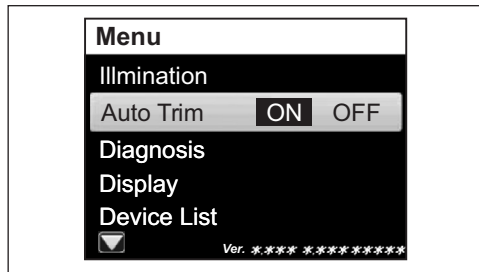 Menu
Illmination
Auto Trim ON OFF
Diagnosis
Display
Device List
Ver. *.*** *.*********